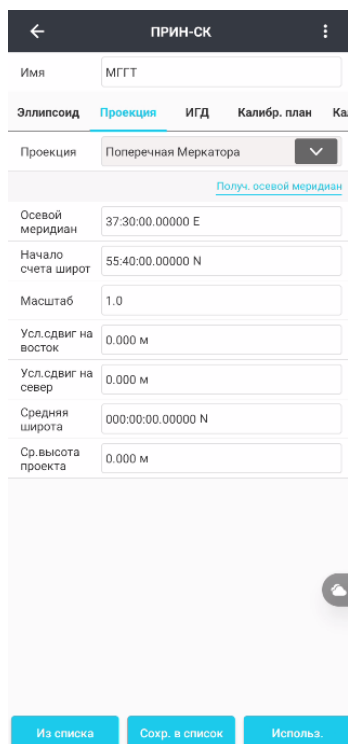 ПРИН-СК
Имя
МГГТ
Эллипсоид Проекция ИГД Калибр. план Ка
Проекция
Поперечная Меркатора
Получ. осевой меридиан
Осевой
меридиан
37:30:00.00000 E
Начало
счета широт
55:40:00.00000 N
Масштаб
1.0
Усл.сдвиг на
восток
0.000 м
Усл.сдвиг на
север
0.000 м
Средняя
широта
000:00:00.00000 N
Ср.высота
проекта
0.000 м
Из списка Сохр. в список Использ.